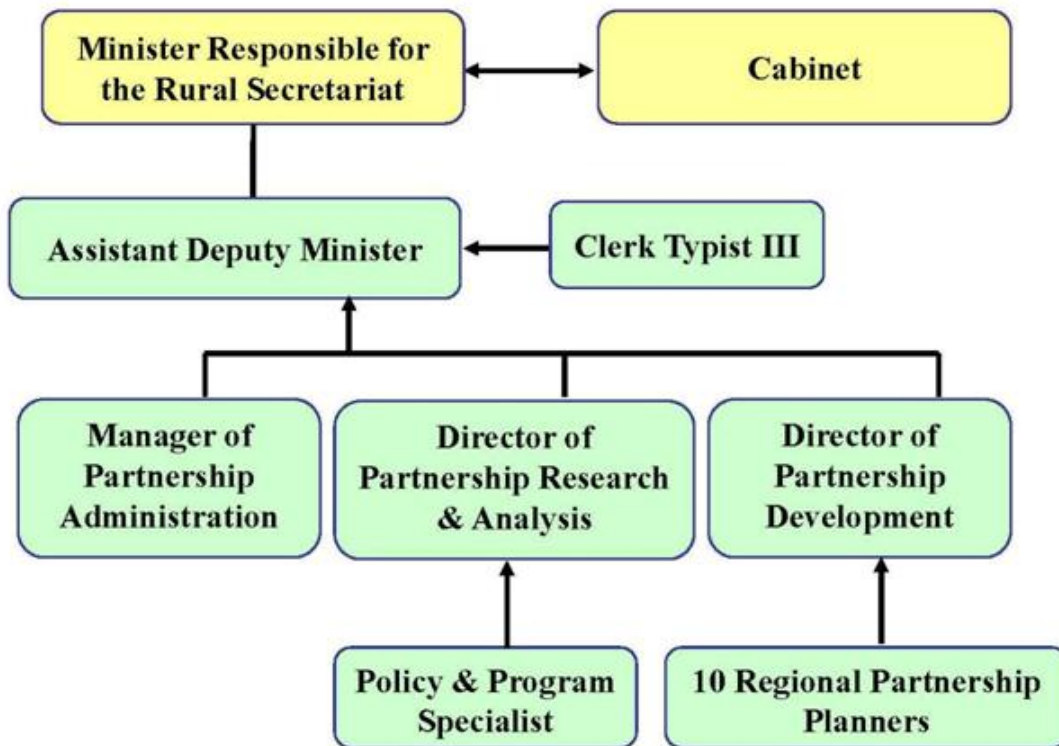 Minister Responsible for
the Rural Secretariat
Cabinet
Assistant Deputy Minister
Clerk Typist III
Manager of
Partnership
Administration
Director of
Partnership Research
& Analysis
Director of
Partnership
Development
Policy & Program
Specialist
10 Regional Partnership
Planners